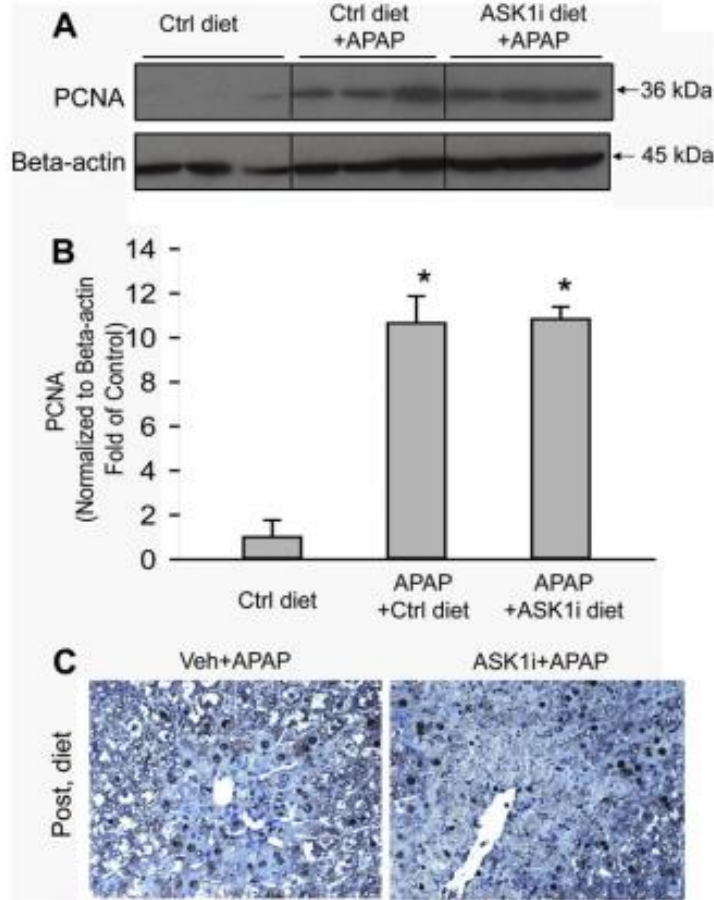 A
Ctrl diet
Ctrl diet
+APAP
ASK1i diet
+APAP
PCNA
←36 kDa
Beta-actin
← 45 kDa
B
PCNA
(Normalized to Beta-actin
Fold of Control)
14
12
10
8
6
4
2
0
*
*
Ctrl diet
APAP
+Ctrl diet
APAP
+ASK1i diet
C
Veh+APAP
ASK1i+APAP
Post, diet